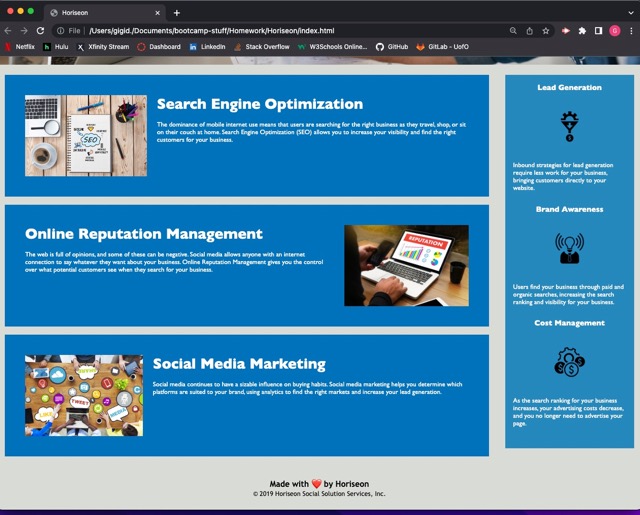 Horiseon
File | /Users/gigid./Documents/bootcamp-stuff/Homework/Horiseon/index.html
G
Netflix Hulu Xfinity Stream Dashboard LinkedIn Stack Overflow W3Schools Online... GitHub GitLab - UofO
SEO
Search Engine Optimization
The dominance of mobile internet use means that users are searching for the right business as they travel, shop, or sit
on their couch at home. Search Engine Optimization (SEO) allows you to increase your visibility and find the right
customers for your business.
Online Reputation Management
The web is full of opinions, and some of these can be negative. Social media allows anyone with an internet
connection to say whatever they want about your business. Online Reputation Management gives you the control
over what potential customers see when they search for your business.
REPUTATION
LIKE
TWEET
MEDIA
Social Media Marketing
Social media continues to have a sizable influence on buying habits. Social media marketing helps you determine which
platforms are suited to your brand, using analytics to find the right markets and increase your lead generation.
Lead Generation
Inbound strategies for lead generation
require less work for your business,
bringing customers directly to your
website.
Brand Awareness
Users find your business through paid and
organic searches, increasing the search
ranking and visibility for your business.
Cost Management
As the search ranking for your business
increases, your advertising costs decrease,
and you no longer need to advertise your
page.
Made with ❤️ by Horiseon
© 2019 Horiseon Social Solution Services, Inc.